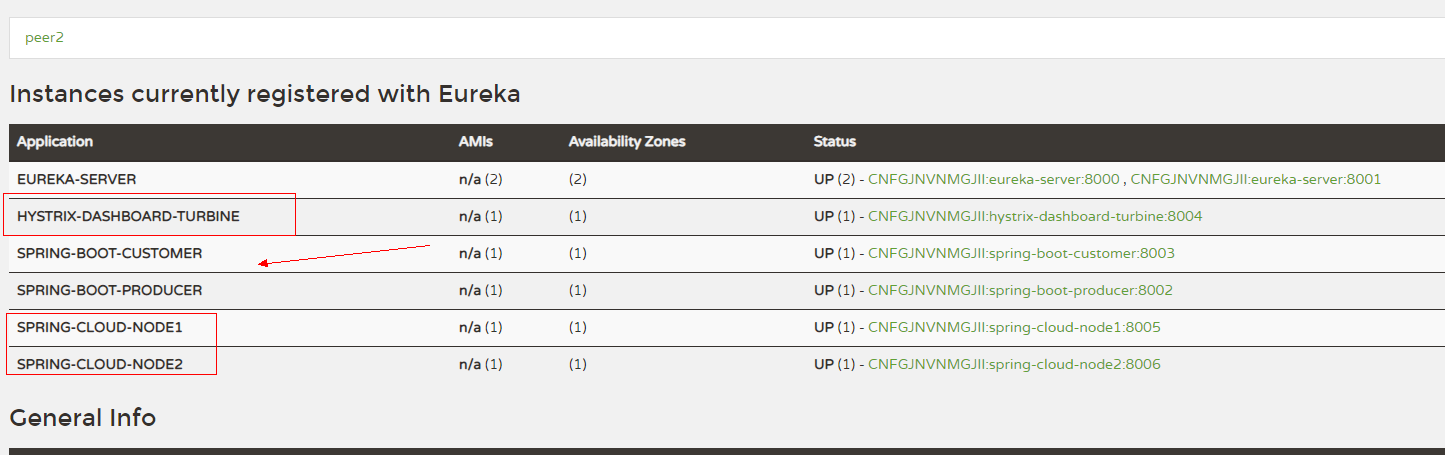 peer2
Instances currently registered with Eureka
Application AMIs Availability Zones Status
EUREKA-SERVER n/a (2) (2) UP (2) - CNFGJNVNMGJII:eureka-server:8000 , CNFGJNVNMGJII:eureka-server:8001
HYSTRIX-DASHBOARD-TURBINE n/a (1) (1) UP (1) - CNFGJNVNMGJII:hystrix-dashboard-turbine:8004
SPRING-BOOT-CUSTOMER n/a (1) (1) UP (1) - CNFGJNVNMGJII:spring-boot-customer:8003
SPRING-BOOT-PRODUCER n/a (1) (1) UP (1) - CNFGJNVNMGJII:spring-boot-producer:8002
SPRING-CLOUD-NODE1 n/a (1) (1) UP (1) - CNFGJNVNMGJII:spring-cloud-node1:8005
SPRING-CLOUD-NODE2 n/a (1) (1) UP (1) - CNFGJNVNMGJII:spring-cloud-node2:8006
General Info